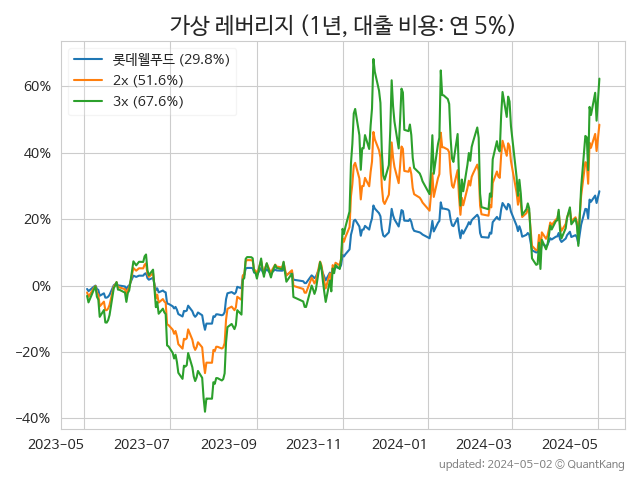 가상 레버리지 (1년, 대출 비용: 연 5%)
롯데웰푸드 (29.8%)
2x (51.6%)
3x (67.6%)
60%
40%
20%
0%
−20%
−40%
2023-05 2023-07 2023-09 2023-11 2024-01 2024-03 2024-05
updated: 2024-05-02 © QuantKang